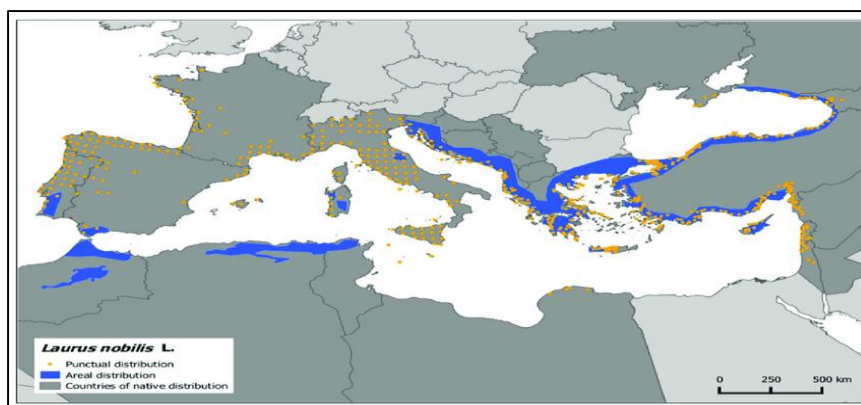 Laurus nobilis L.
Punctual distribution
Areal distribution
Countries of native distribution
0 250 500 km